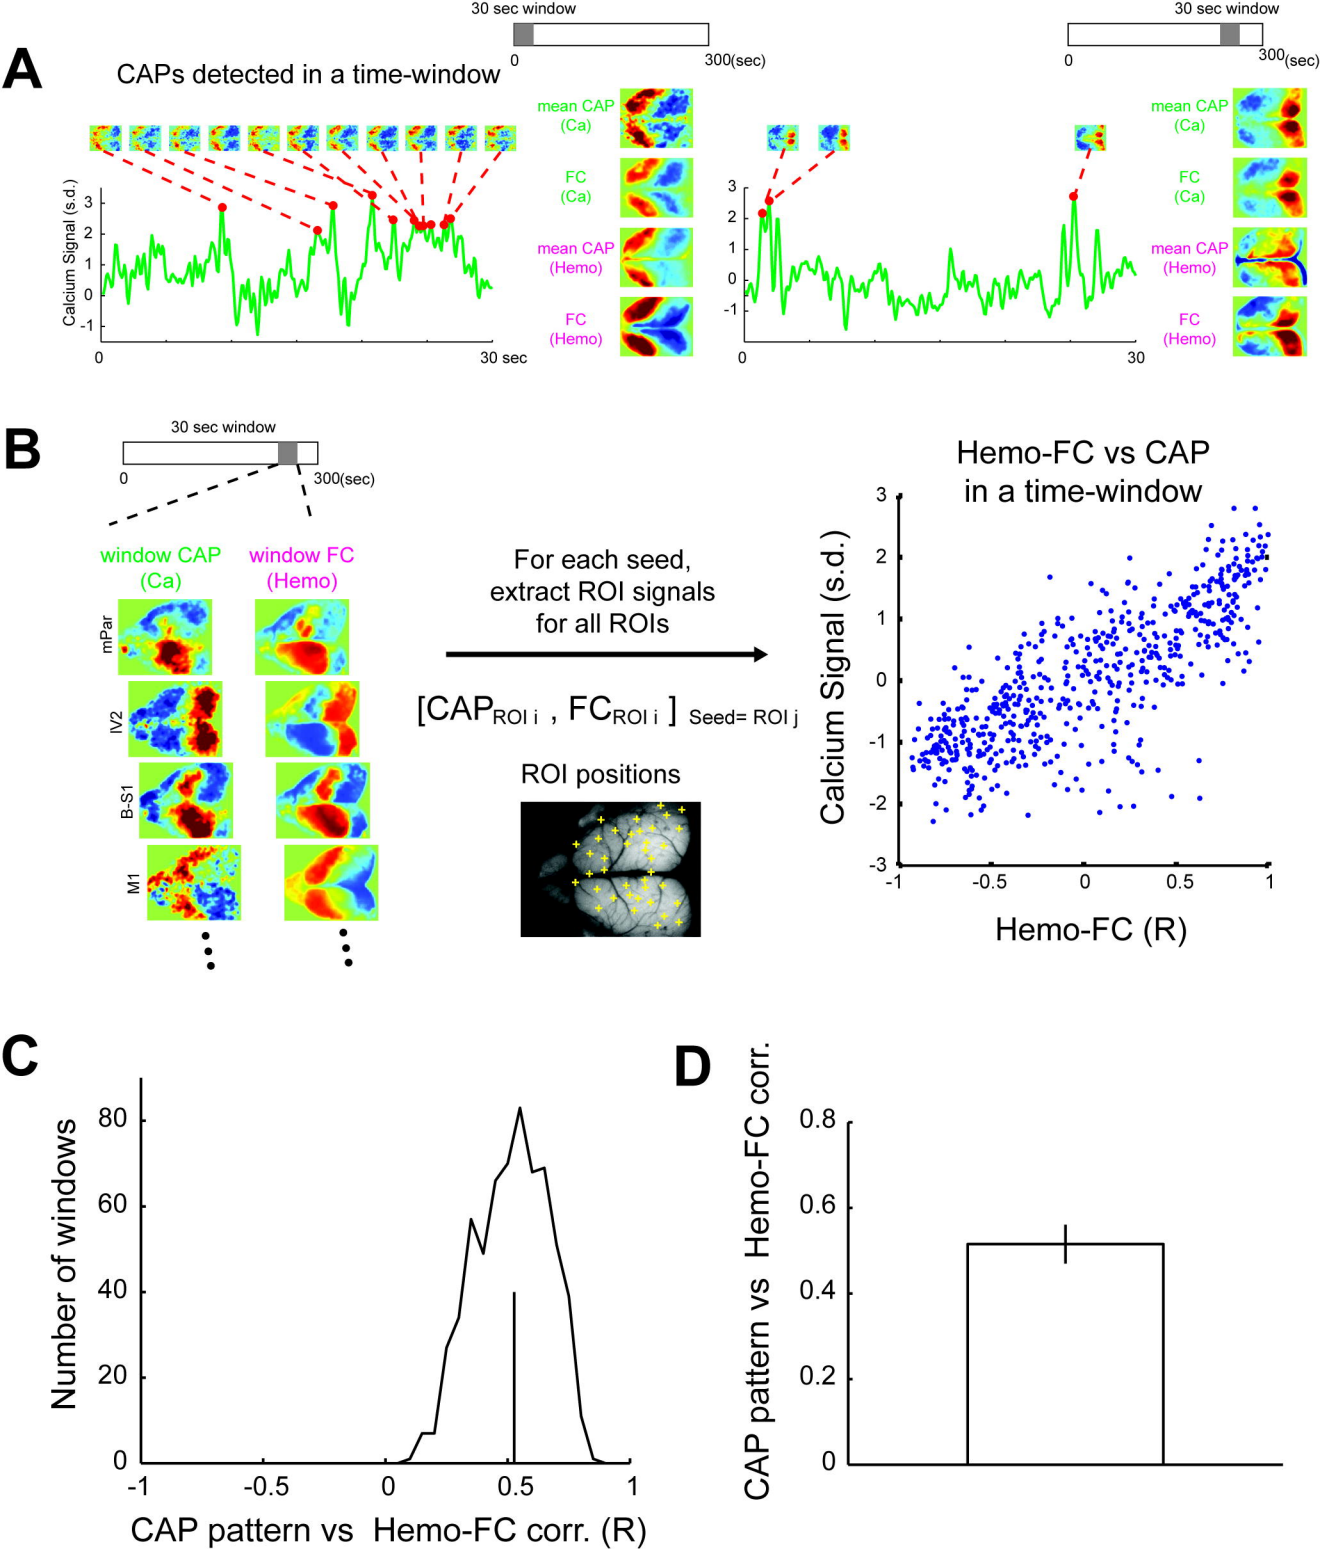 A
CAPs detected in a time-window
30 sec window
0
300(sec)
mean CAP
(Ca)
FC
(Ca)
mean CAP
(Hemo)
FC
(Hemo)
Calcium Signal (s.d.)
3
2
1
0
-1
0
30 sec
30 sec window
0
300(sec)
mean CAP
(Ca)
FC
(Ca)
mean CAP
(Hemo)
FC
(Hemo)
3
2
1
0
-1
0
30
B
30 sec window
0
300(sec)
window CAP
(Ca)
window FC
(Hemo)
mPar
lV2
B-S1
M1
For each seed,
extract ROI signals
for all ROIs
[CAPROI i , FCROI i ] Seed= ROI j
ROI positions
Hemo-FC vs CAP
in a time-window
Calcium Signal (s.d.)
3
2
1
0
-1
-2
-3
-1
-0.5
0
0.5
1
Hemo-FC (R)
C
Number of windows
80
60
40
20
0
-1
-0.5
0
0.5
1
CAP pattern vs Hemo-FC corr. (R)
D
CAP pattern vs Hemo-FC corr.
0.8
0.6
0.4
0.2
0